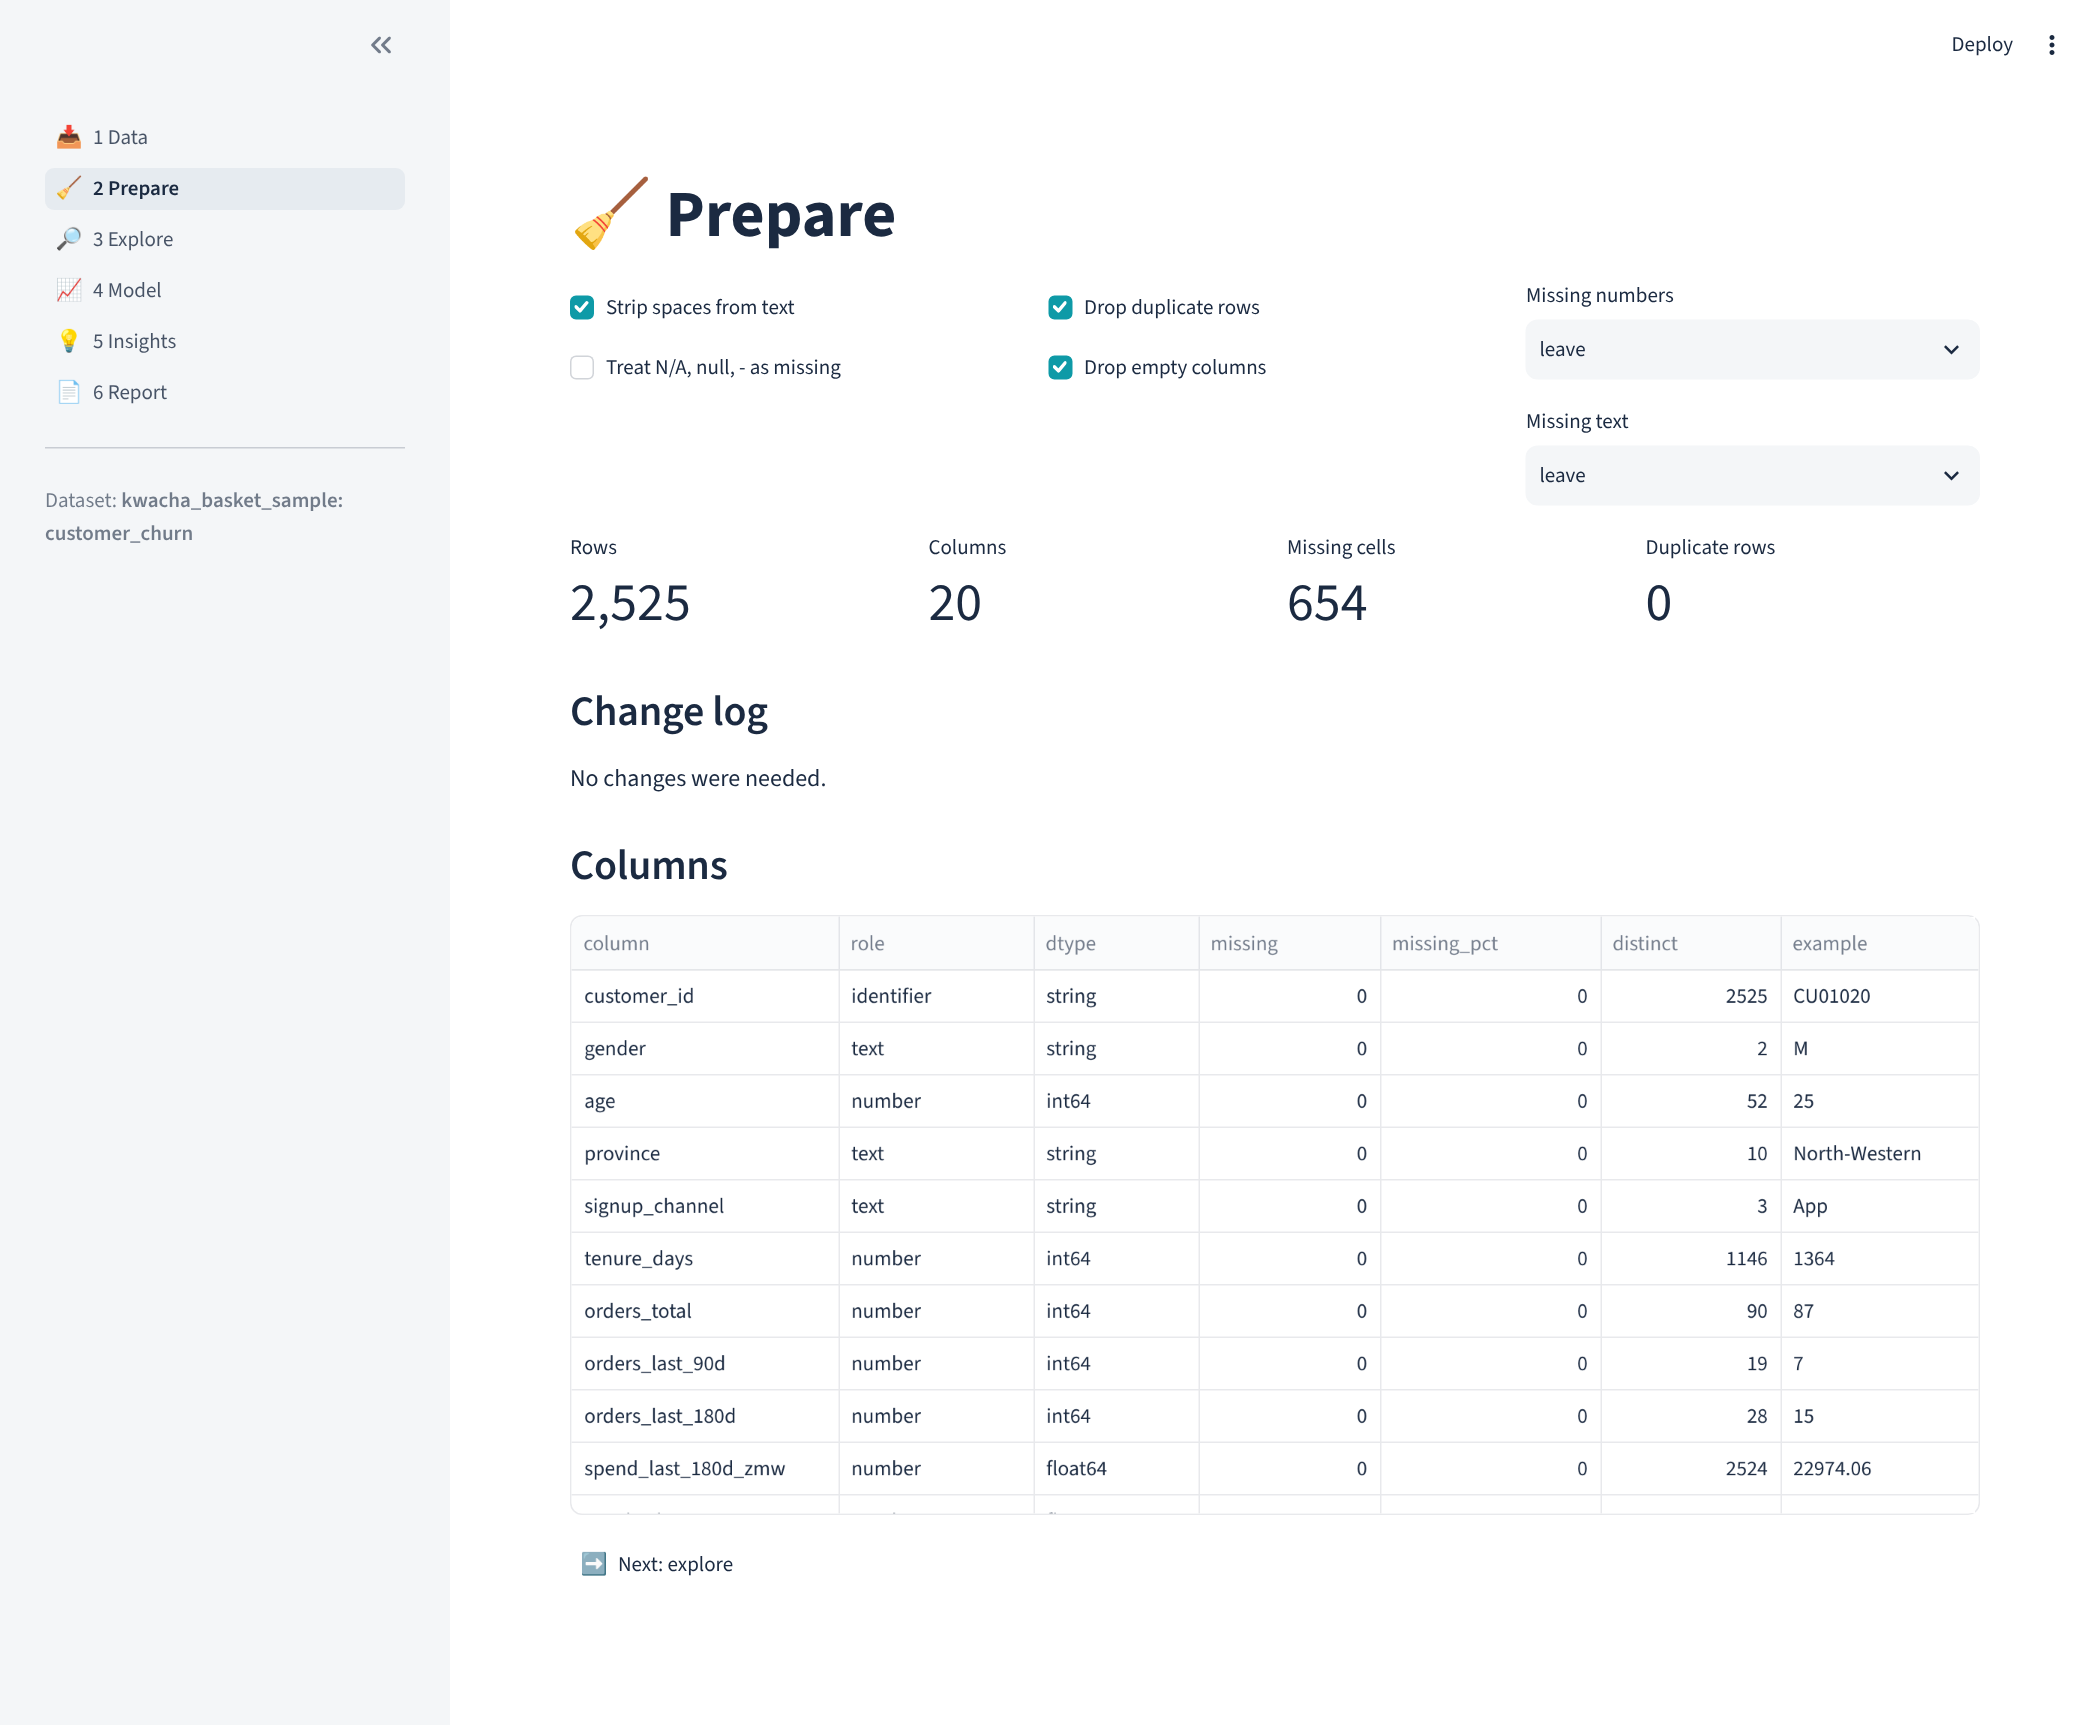 Deploy
1 Data
2 Prepare
3 Explore
4 Model
5 Insights
6 Report
Dataset: kwacha_basket_sample:
customer_churn
Prepare
Strip spaces from text
Drop duplicate rows
Treat N/A, null, - as missing
Drop empty columns
Missing numbers
leave
Missing text
leave
Rows Columns Missing cells Duplicate rows
2,525 20 654 0
Change log
No changes were needed.
Columns
column role dtype missing missing_pct distinct example
customer_id identifier string 0 0 2525 CU01020
gender text string 0 0 2 M
age number int64 0 0 52 25
province text string 0 0 10 North-Western
signup_channel text string 0 0 3 App
tenure_days number int64 0 0 1146 1364
orders_total number int64 0 0 90 87
orders_last_90d number int64 0 0 19 7
orders_last_180d number int64 0 0 28 15
spend_last_180d_zmw number float64 0 0 2524 22974.06
Next: explore